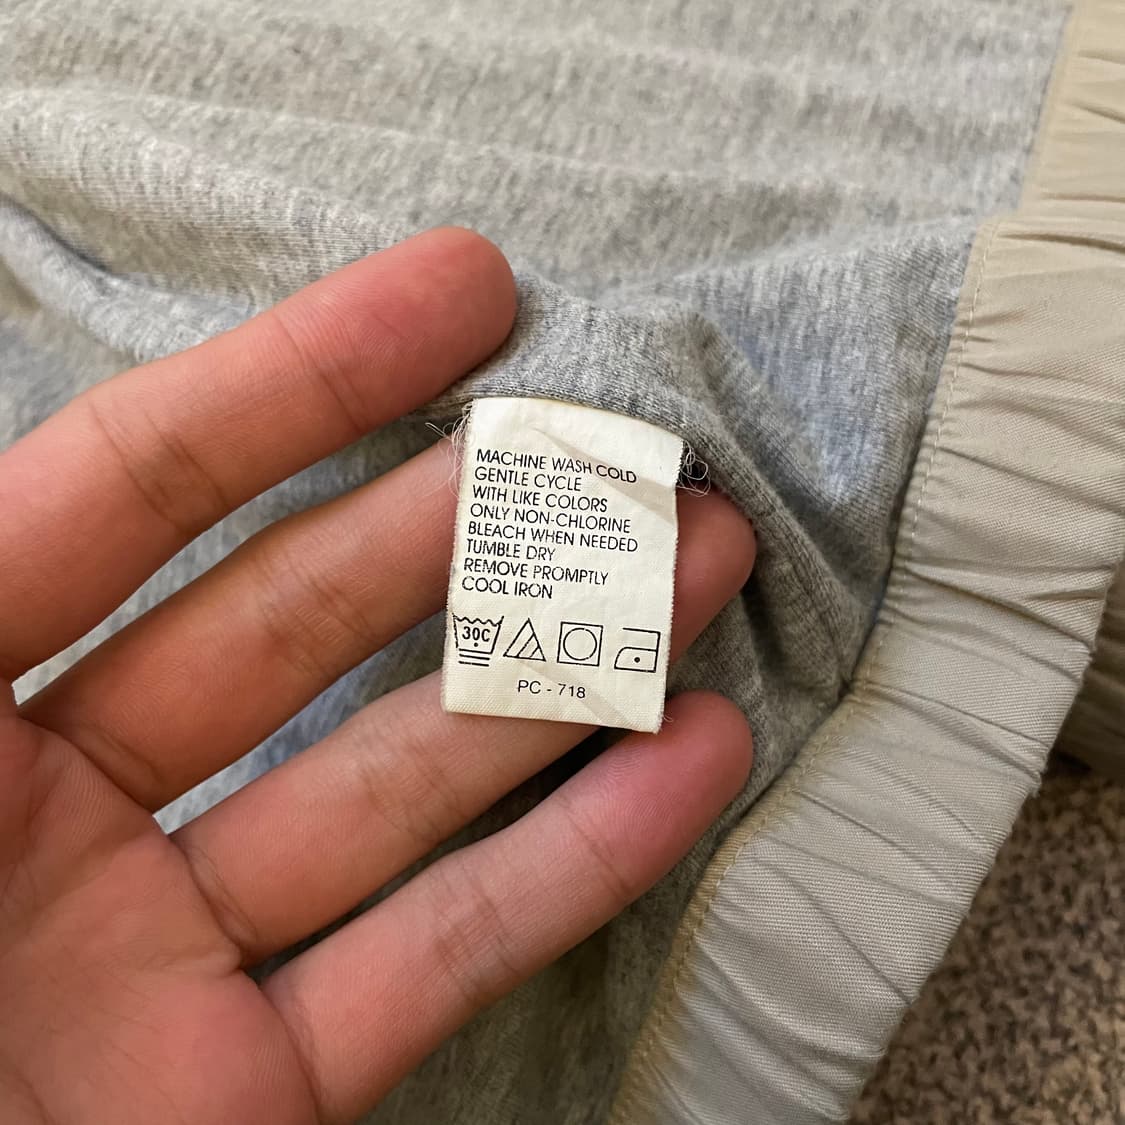 MACHINE WASH COLD
GENTLE CYCLE
WITH LIKE COLORS
ONLY NON-CHLORINE
BLEACH WHEN NEEDED
TUMBLE DRY
REMOVE PROMPTLY
COOL IRON
30C
PC - 718